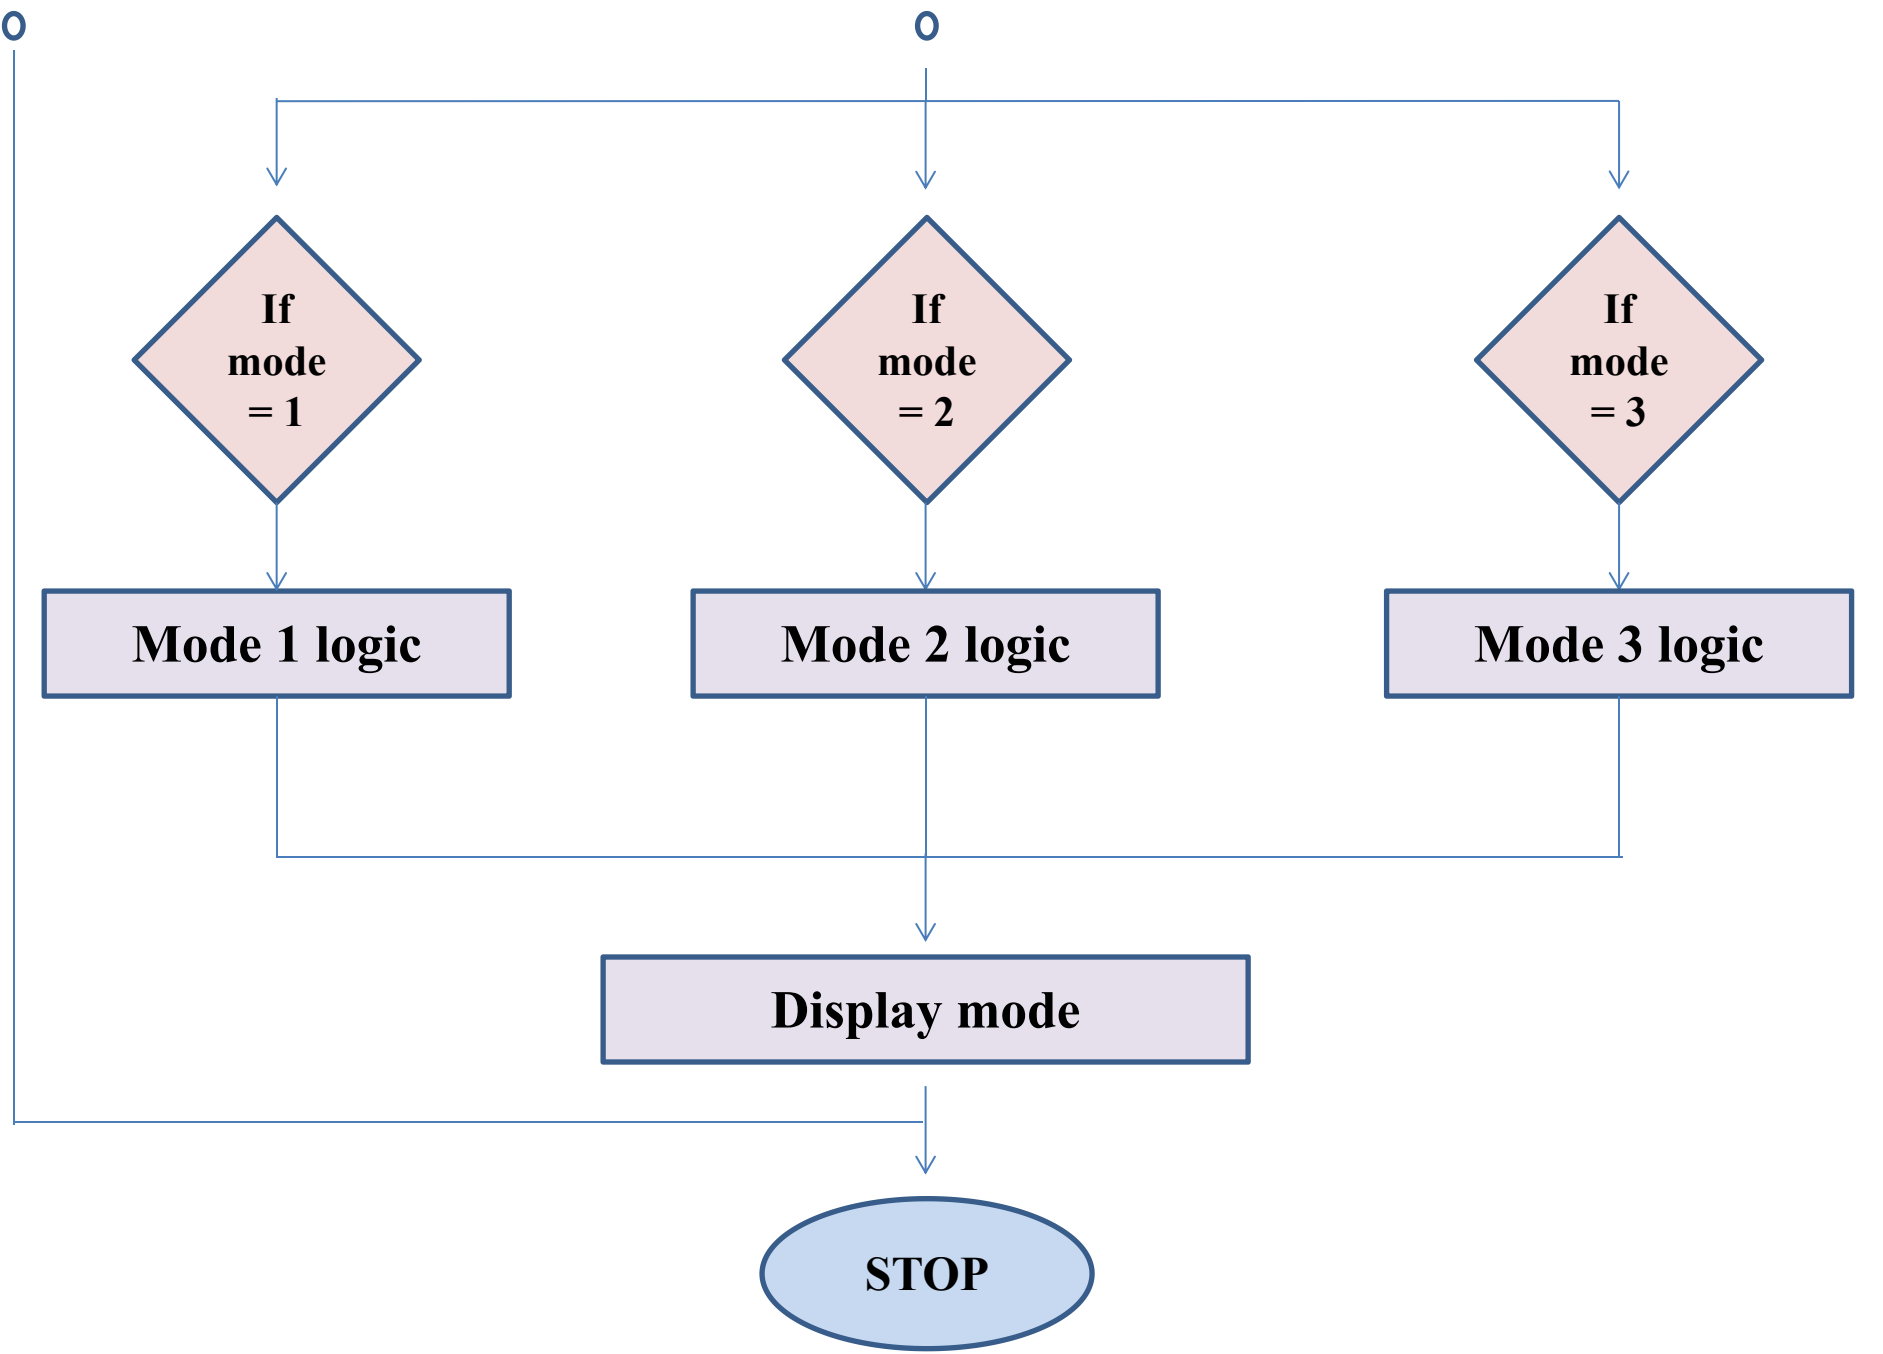 If
mode
= 1
If
mode
= 2
If
mode
= 3
Mode 1 logic
Mode 2 logic
Mode 3 logic
Display mode
STOP